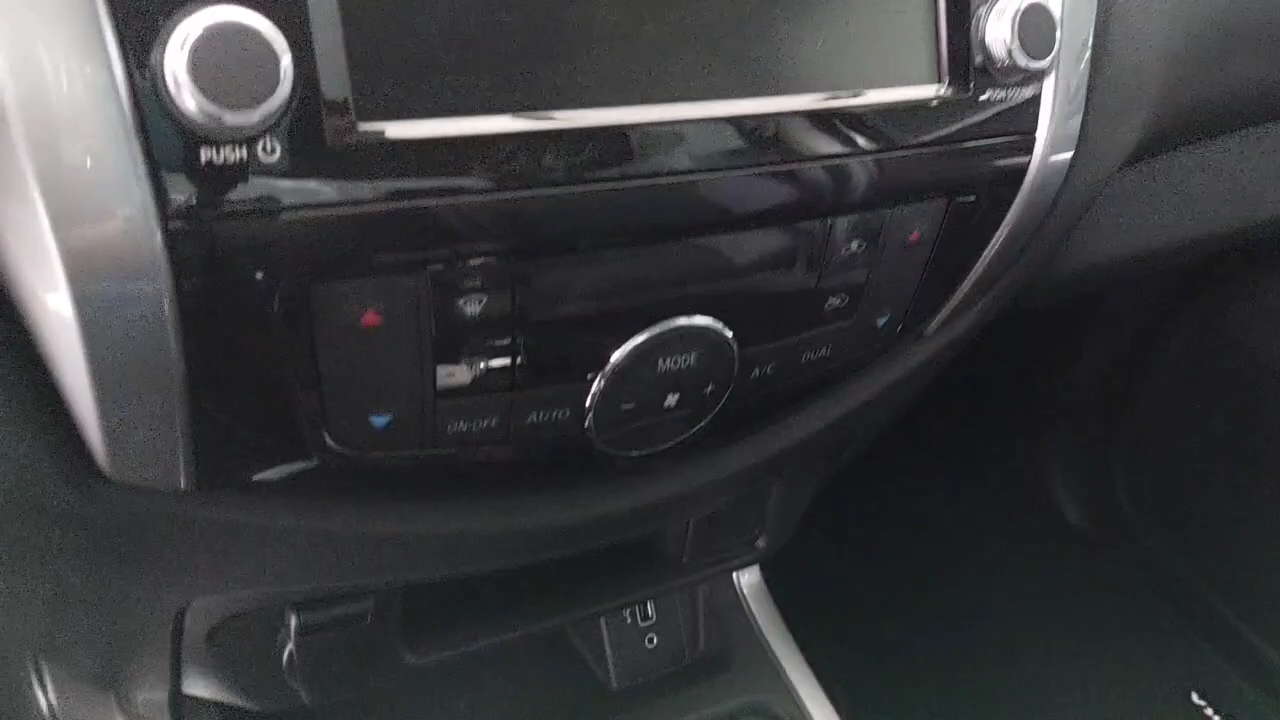 PUSH
MODE
- +
A/C
DUAL
ON·OFF
AUTO